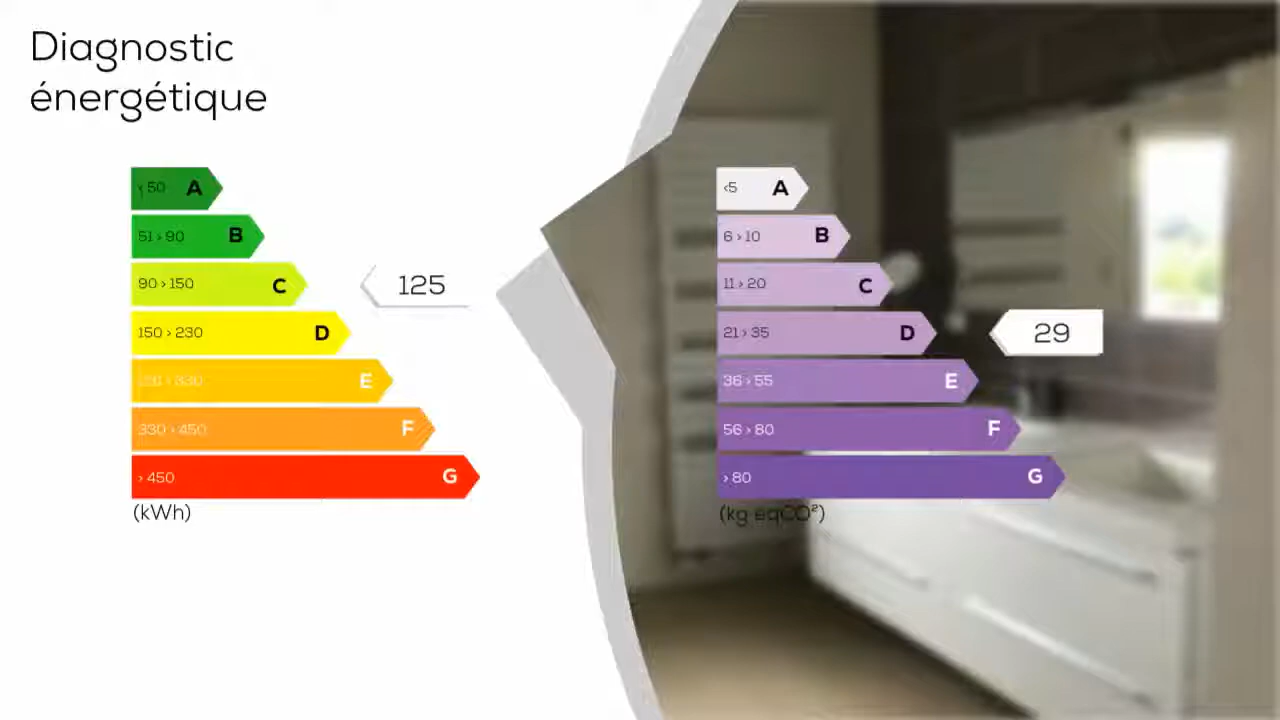 Diagnostic
énergétique
< 50 A
51 > 90 B
90 > 150 C
125
150 > 230 D
E
330 > 450 F
> 450 G
(kWh)
<5 A
6 > 10 B
11 > 20 C
21 > 35 D
29
36 > 55 E
56 > 80 F
> 80 G
(kg eqCO²)